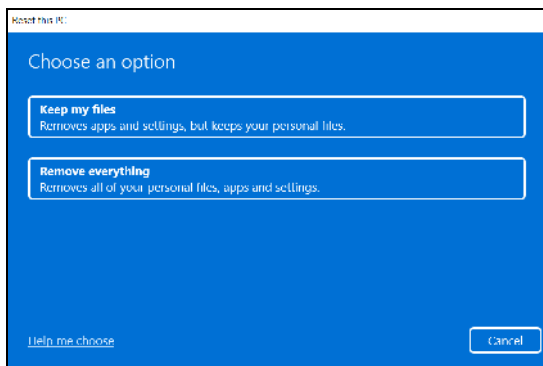 Reset this PC
Choose an option
Keep my files
Removes apps and settings, but keeps your personal files.
Remove everything
Removes all of your personal files, apps and settings.
Help me choose
Cancel